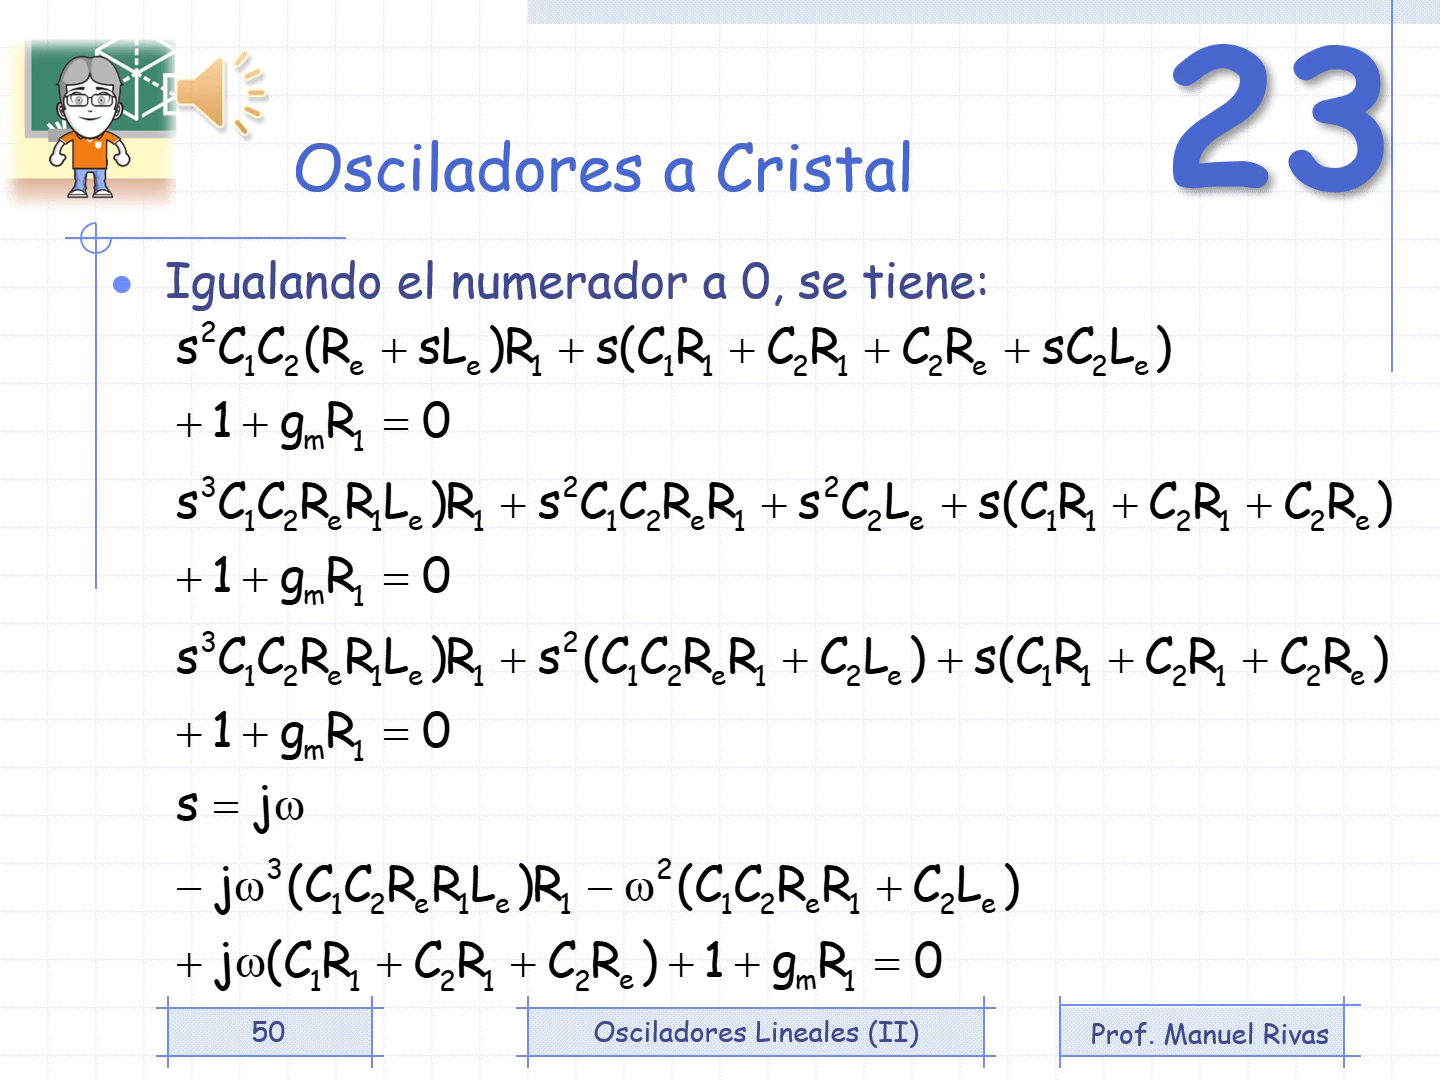 23
Osciladores a Cristal
• Igualando el numerador a 0, se tiene:
s²C₁C₂(Rₑ + sLₑ)R₁ + s(C₁R₁ + C₂R₁ + C₂Rₑ + sC₂Lₑ)
+ 1 + gₘR₁ = 0
s³C₁C₂RₑR₁Lₑ)R₁ + s²C₁C₂RₑR₁ + s²C₂Lₑ + s(C₁R₁ + C₂R₁ + C₂Rₑ)
+ 1 + gₘR₁ = 0
s³C₁C₂RₑR₁Lₑ)R₁ + s²(C₁C₂RₑR₁ + C₂Lₑ) + s(C₁R₁ + C₂R₁ + C₂Rₑ)
+ 1 + gₘR₁ = 0
s = jω
− jω³(C₁C₂RₑR₁Lₑ)R₁ − ω²(C₁C₂RₑR₁ + C₂Lₑ)
+ jω(C₁R₁ + C₂R₁ + C₂Rₑ) + 1 + gₘR₁ = 0
50
Osciladores Lineales (II)
Prof. Manuel Rivas